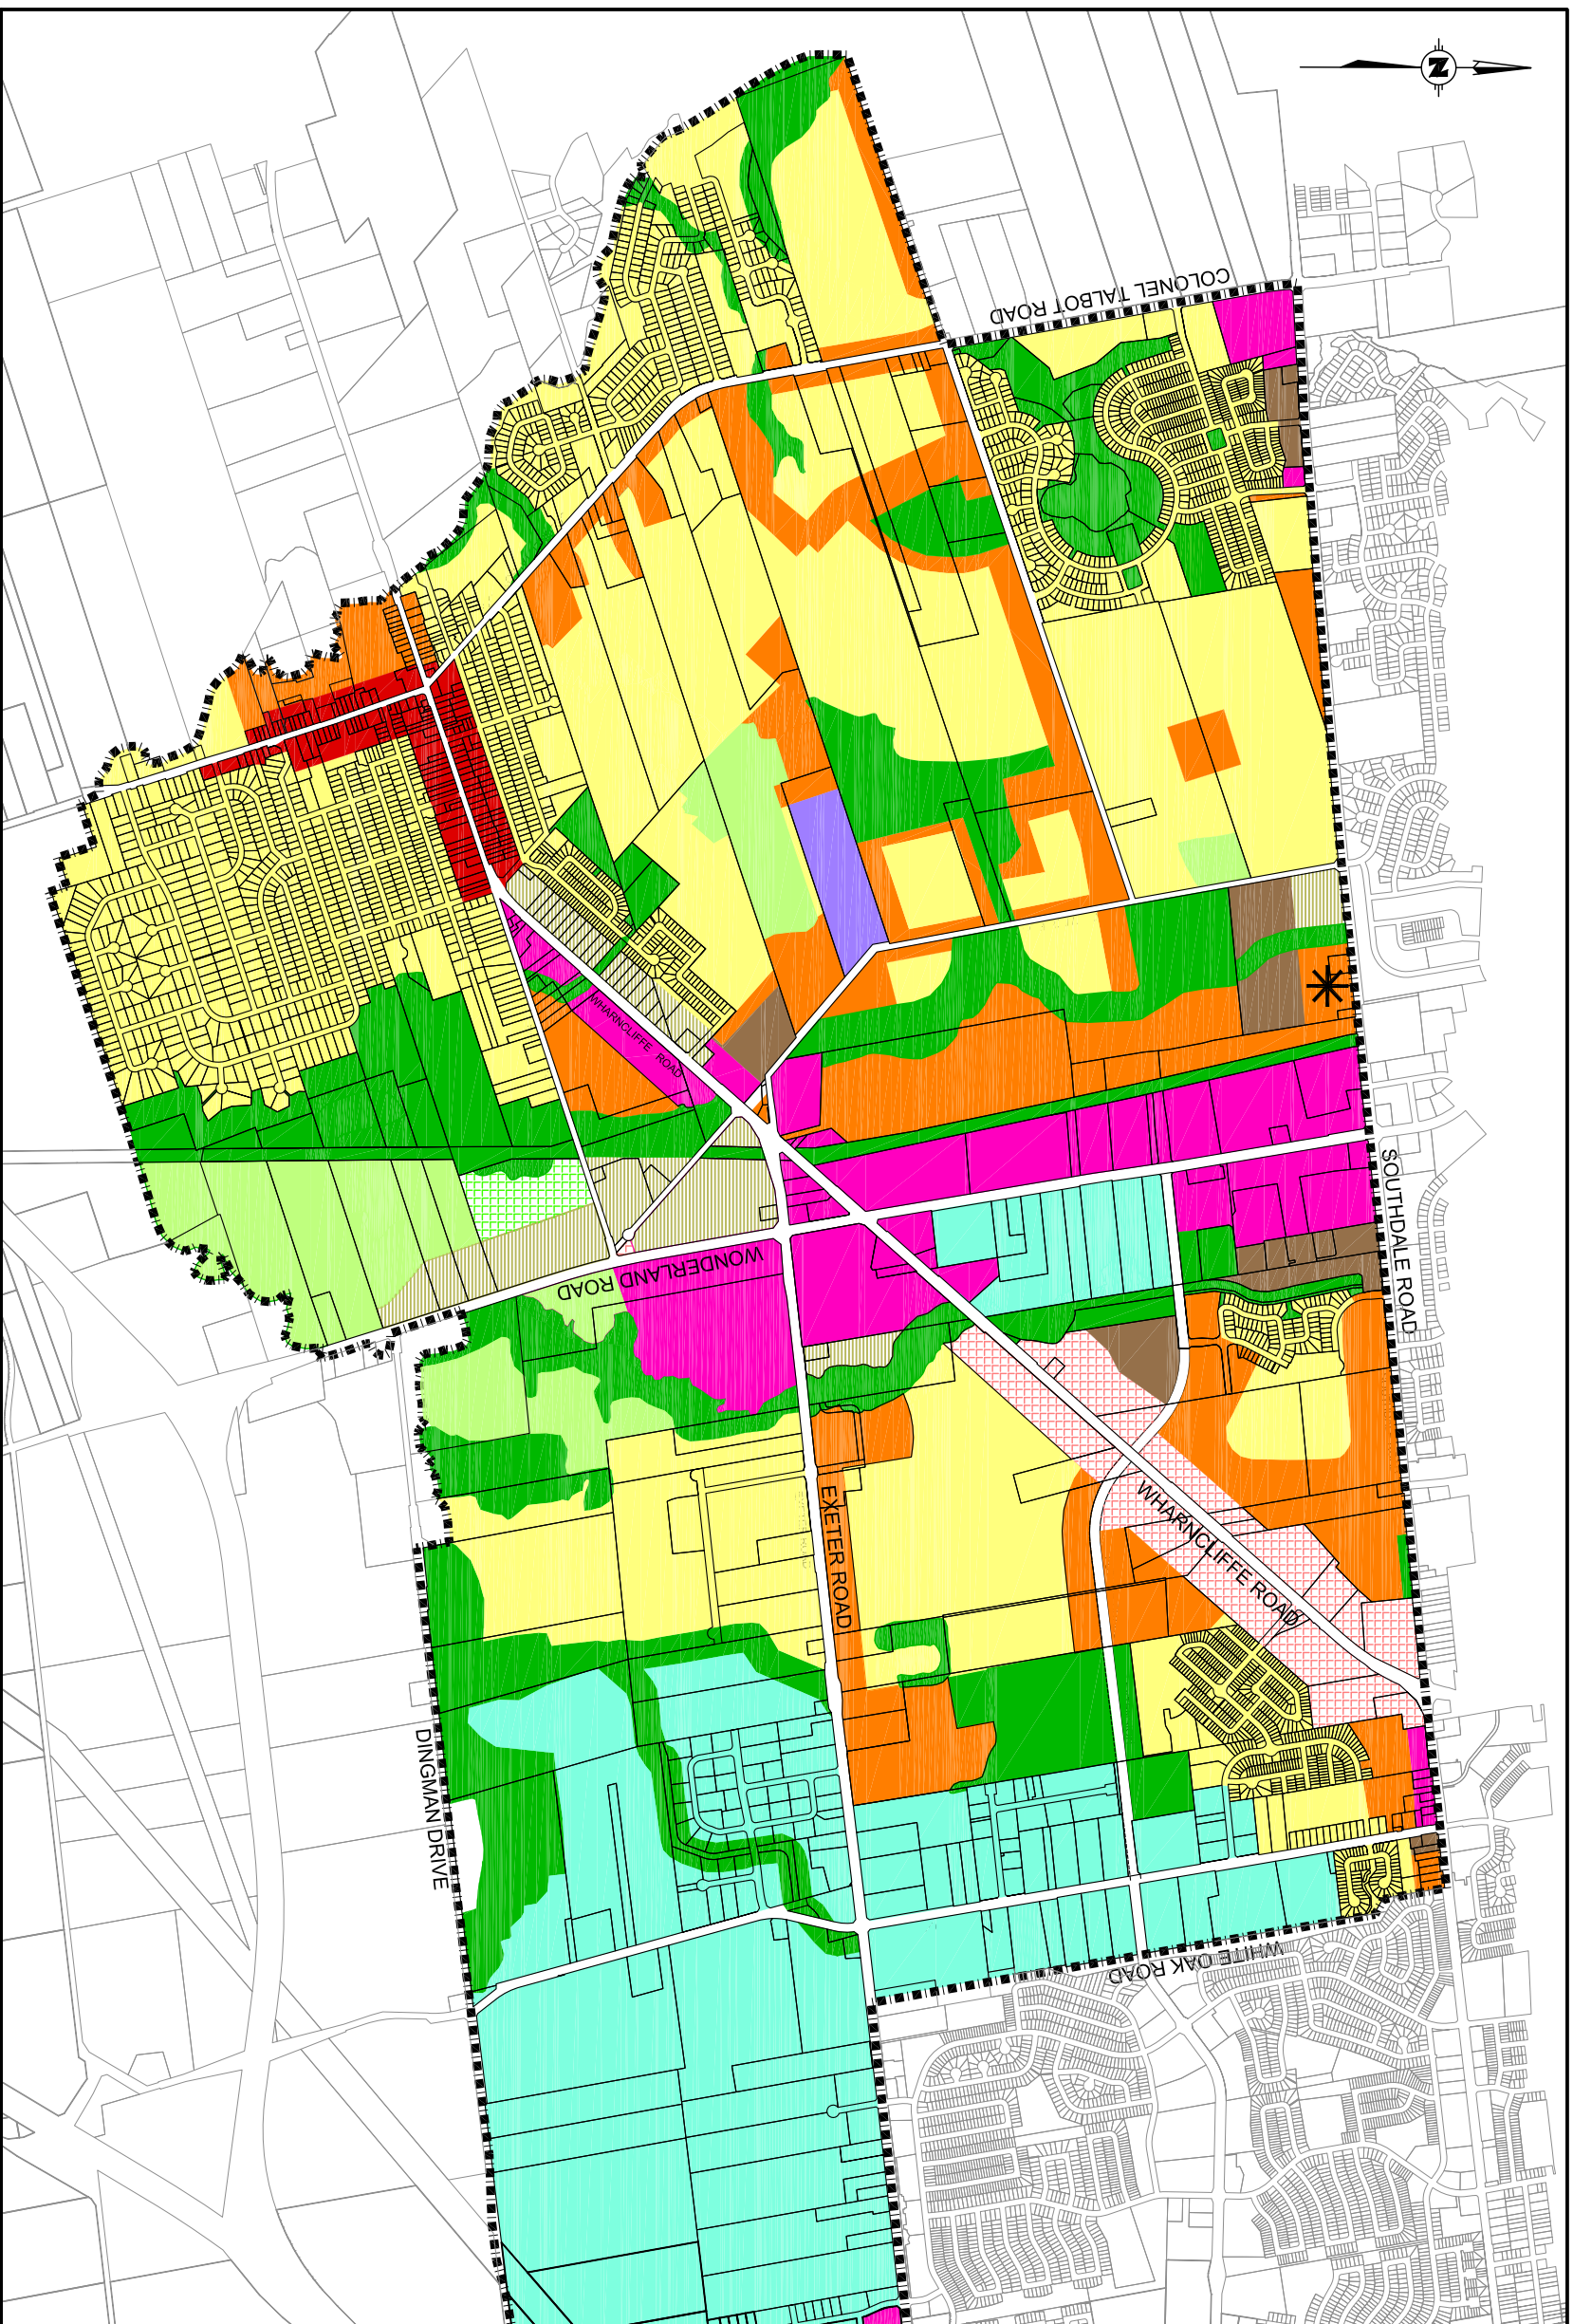 N
COLONEL TALBOT ROAD
WHARNCLIFFE ROAD
SOUTHDALE ROAD
WONDERLAND ROAD
EXETER ROAD
WHARNCLIFFE ROAD
DINGMAN DRIVE
WHITE OAK ROAD